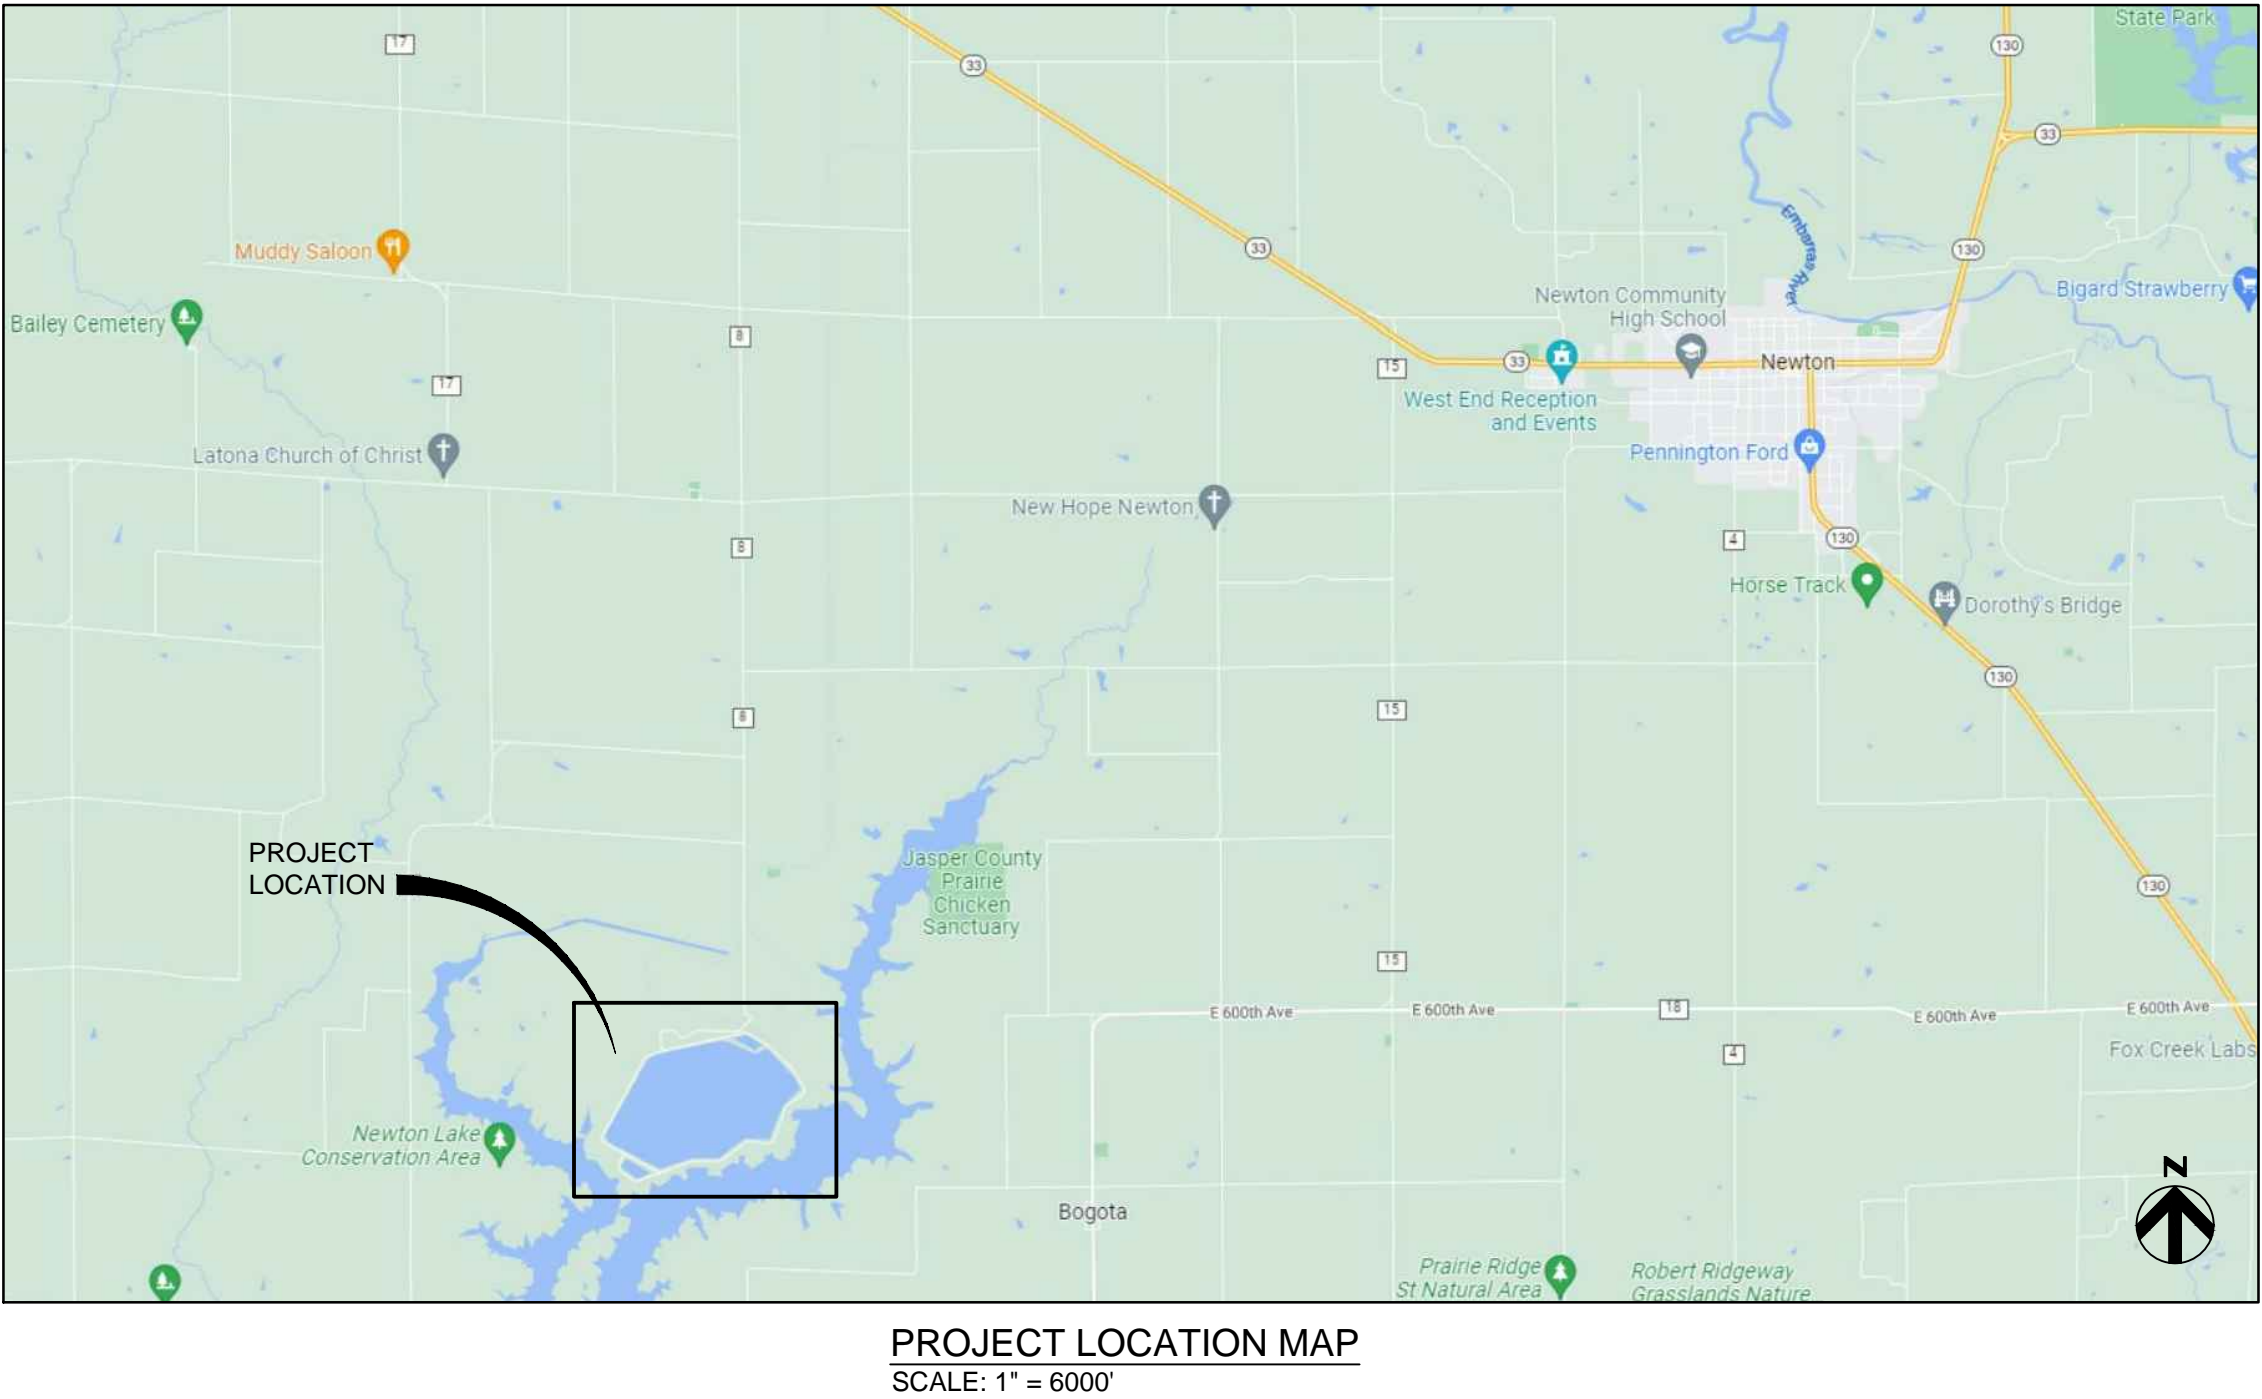 State Park
17
33
130
33
Embarras River
130
Muddy Saloon
33
Bigard Strawberry
Newton Community
High School
Bailey Cemetery
8
15
33
Newton
17
West End Reception
and Events
Latona Church of Christ
Pennington Ford
New Hope Newton
8
4
130
Horse Track
Dorothy's Bridge
130
8
15
PROJECT
LOCATION
Jasper County
Prairie
Chicken
Sanctuary
130
15
E 600th Ave
E 600th Ave
18
E 600th Ave
E 600th Ave
4
Fox Creek Labs
Newton Lake
Conservation Area
N
Bogota
Prairie Ridge
St Natural Area
Robert Ridgeway
Grasslands Nature
PROJECT LOCATION MAP
SCALE: 1" = 6000'